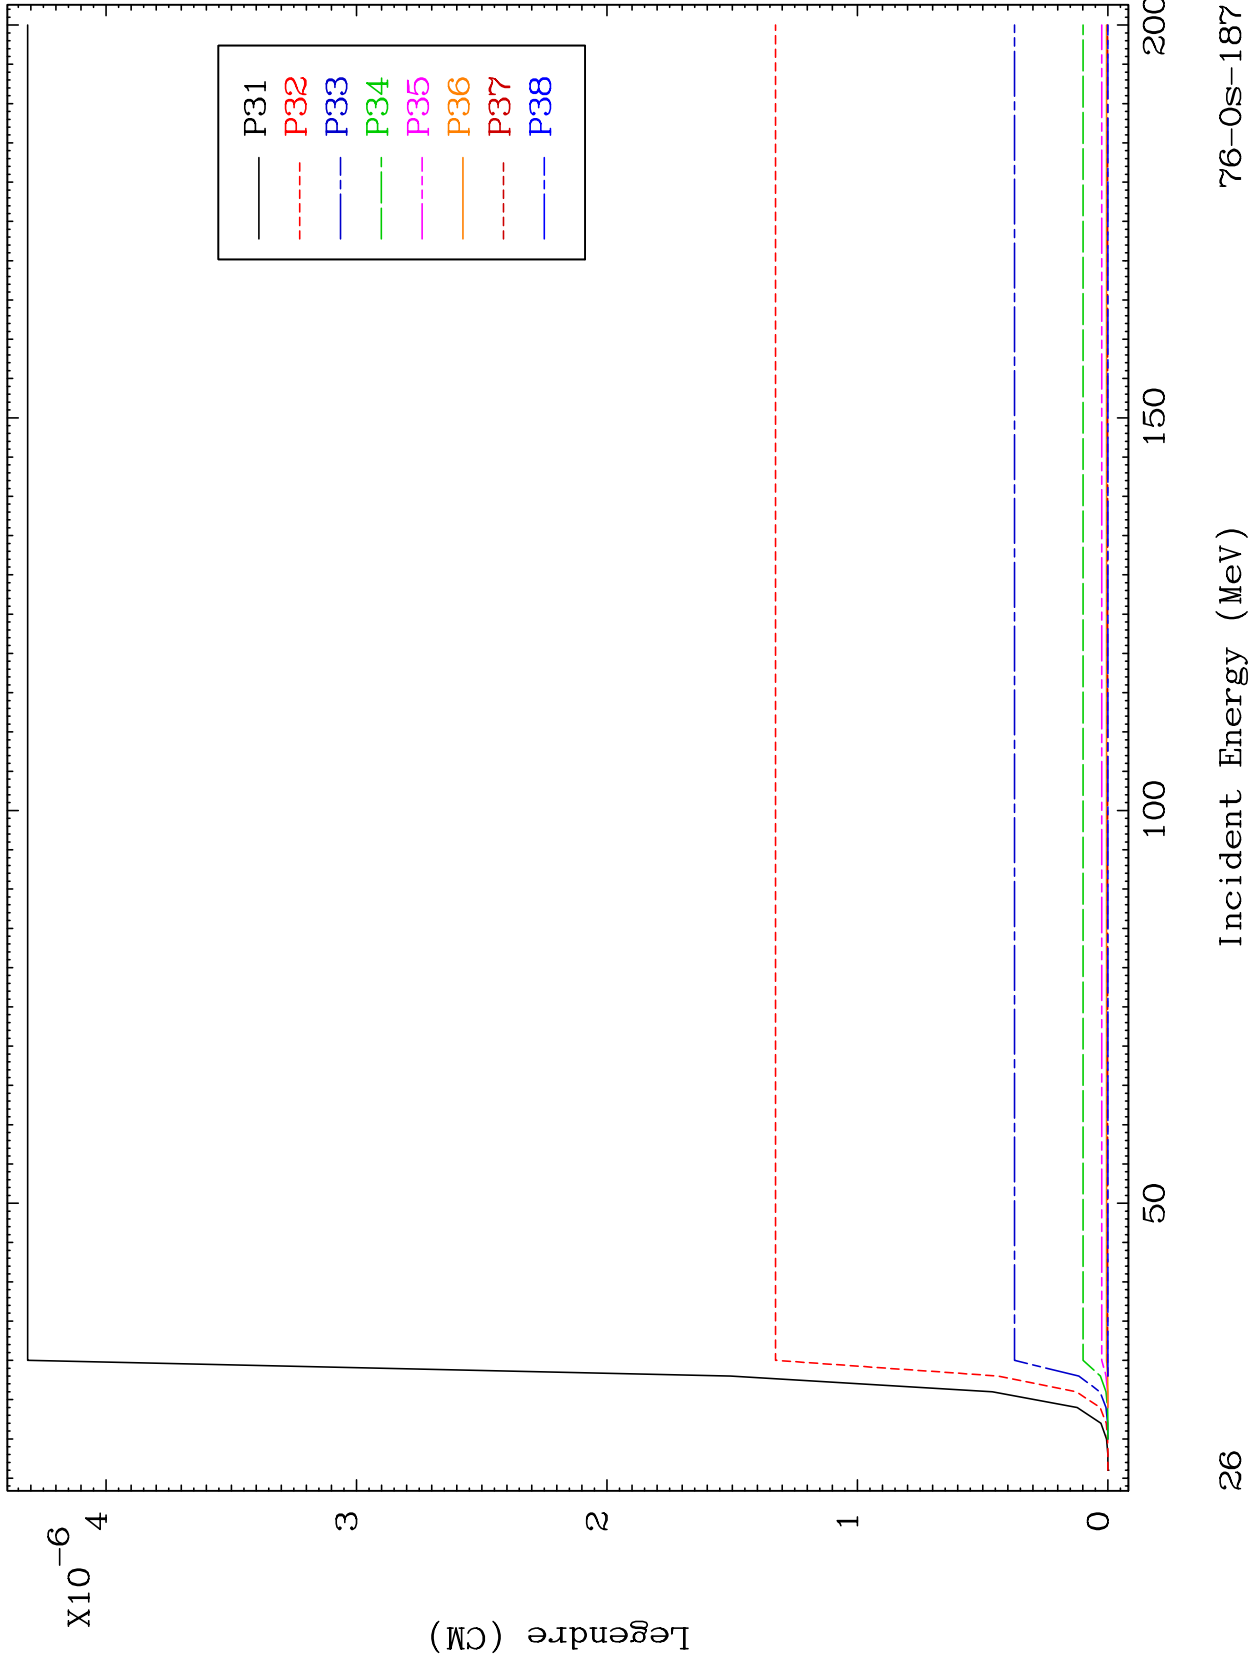 X10-6
4
3
2
1
0
Legendre (CM)
P31
P32
P33
P34
P35
P36
P37
P38
50
100
150
200
Incident Energy (MeV)
26
76-Os-187